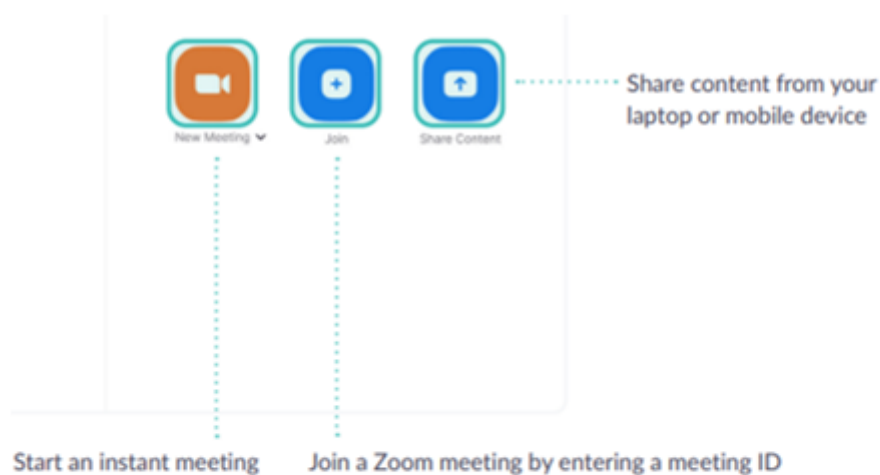 Share content from your
laptop or mobile device
New Meeting
Join
Share Content
Start an instant meeting
Join a Zoom meeting by entering a meeting ID